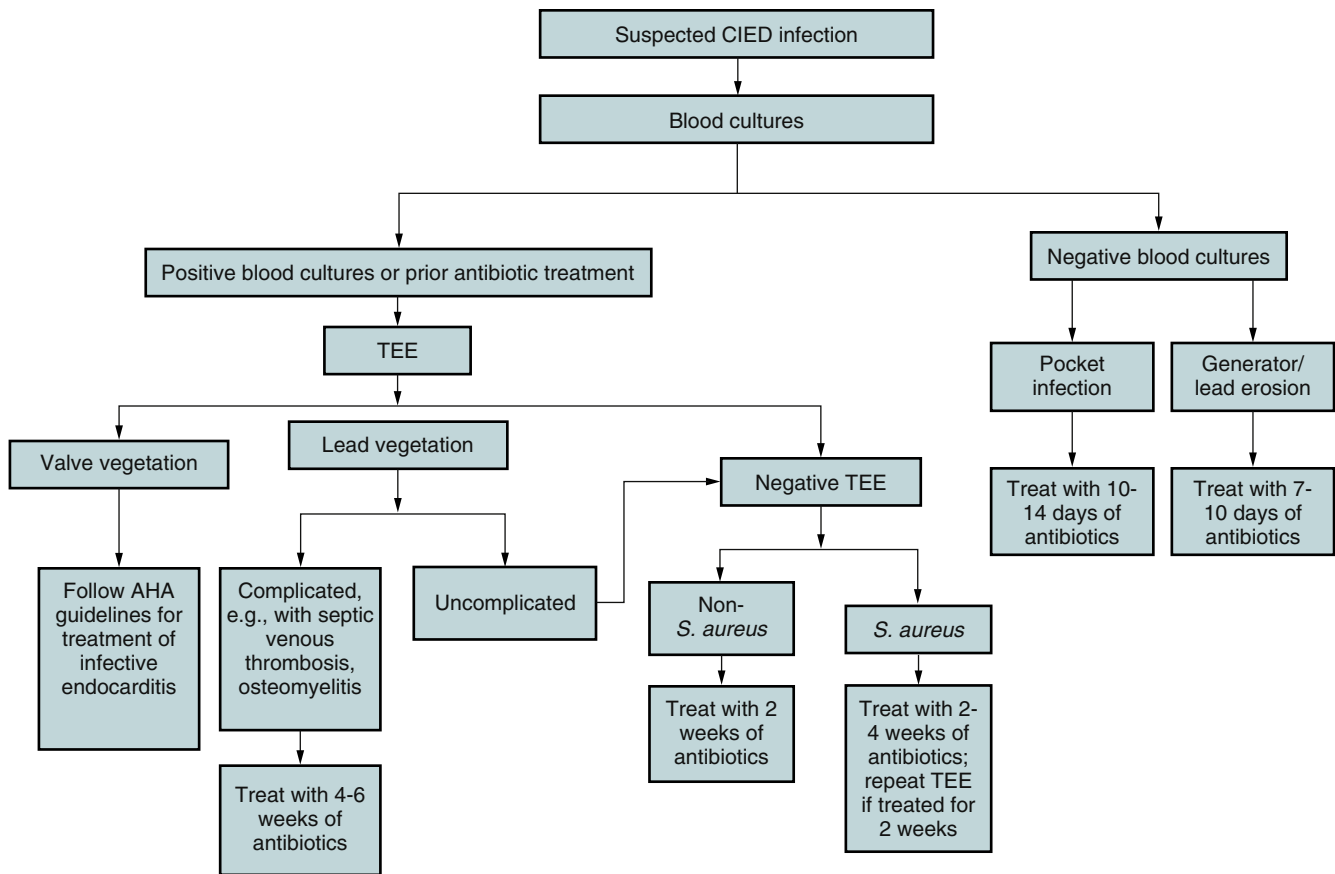 Suspected CIED infection
Blood cultures
Positive blood cultures or prior antibiotic treatment
Negative blood cultures
TEE
Pocket
infection
Generator/
lead erosion
Valve vegetation
Lead vegetation
Negative TEE
Treat with 10-
14 days of
antibiotics
Treat with 7-
10 days of
antibiotics
Follow AHA
guidelines for
treatment of
infective
endocarditis
Complicated,
e.g., with septic
venous
thrombosis,
osteomyelitis
Uncomplicated
Non-
S. aureus
S. aureus
Treat with 2
weeks of
antibiotics
Treat with 2-
4 weeks of
antibiotics;
repeat TEE
if treated for
2 weeks
Treat with 4-6
weeks of
antibiotics